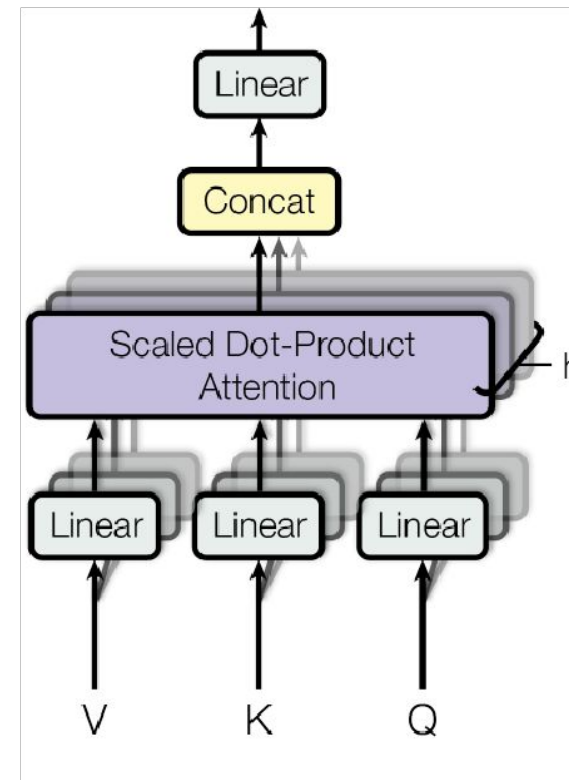 Linear
Concat
Scaled Dot-Product
Attention
h
Linear
Linear
Linear
V
K
Q